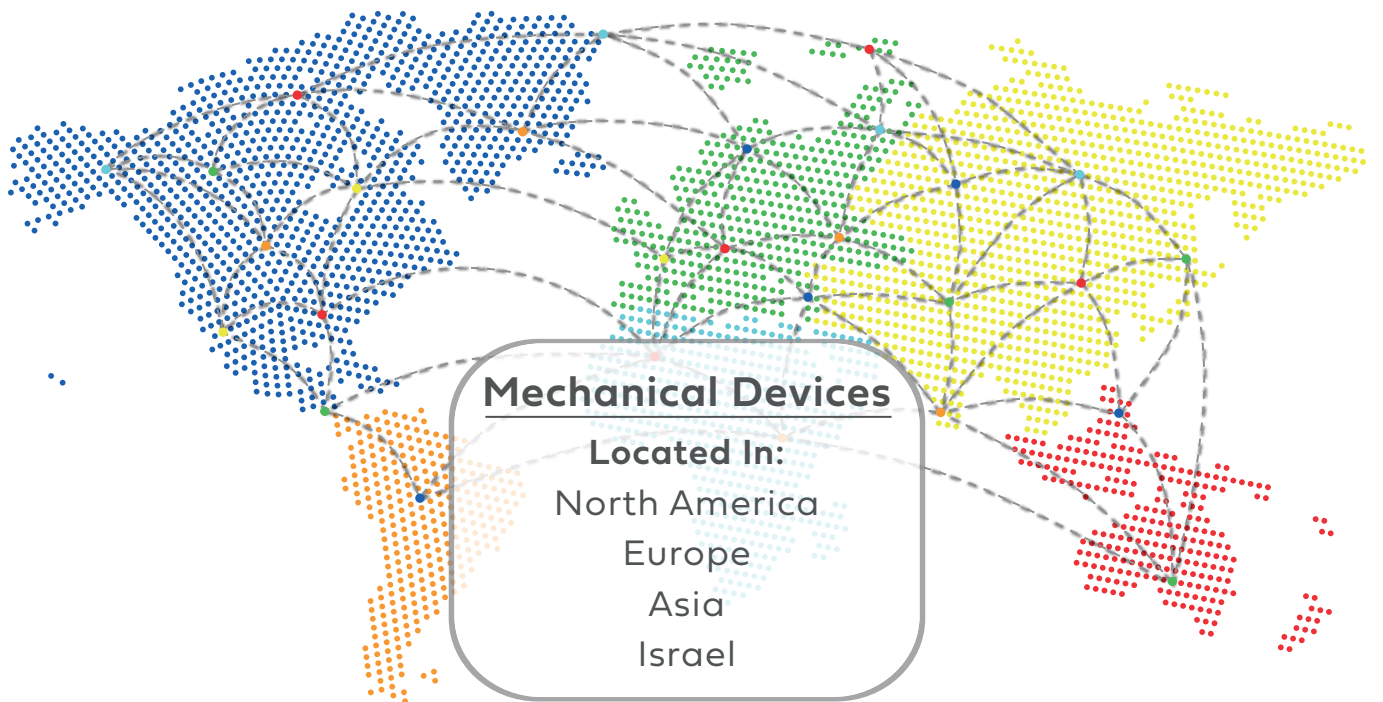 Mechanical Devices
Located In:
North America
Europe
Asia
Israel